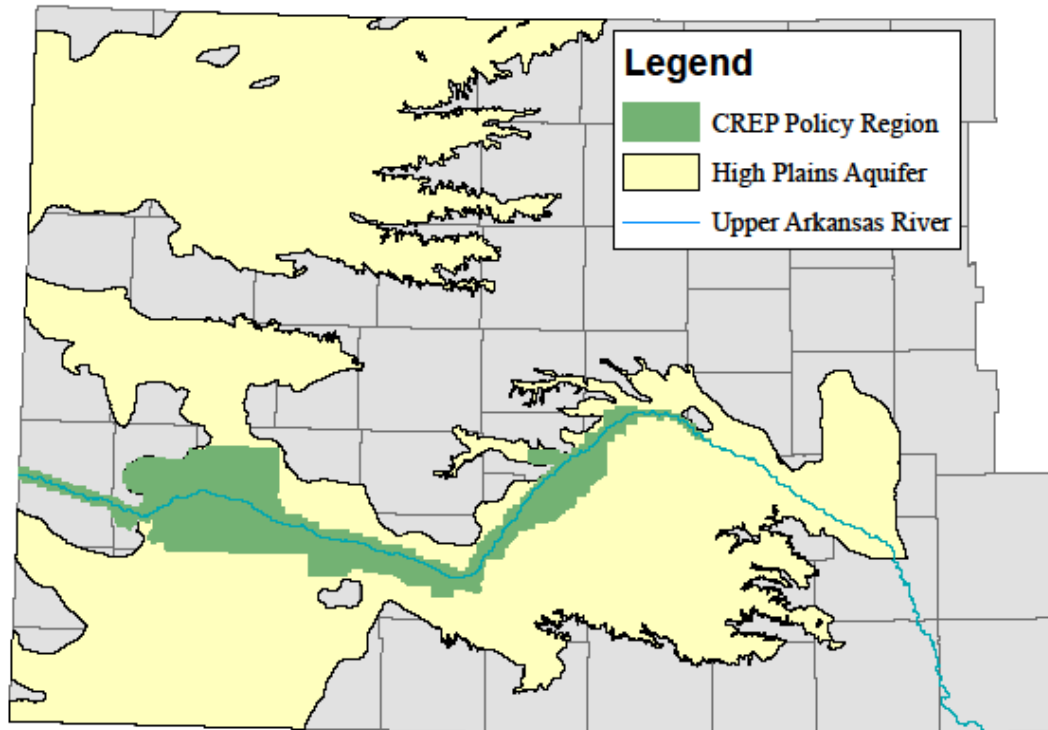 Legend
CREP Policy Region
High Plains Aquifer
Upper Arkansas River